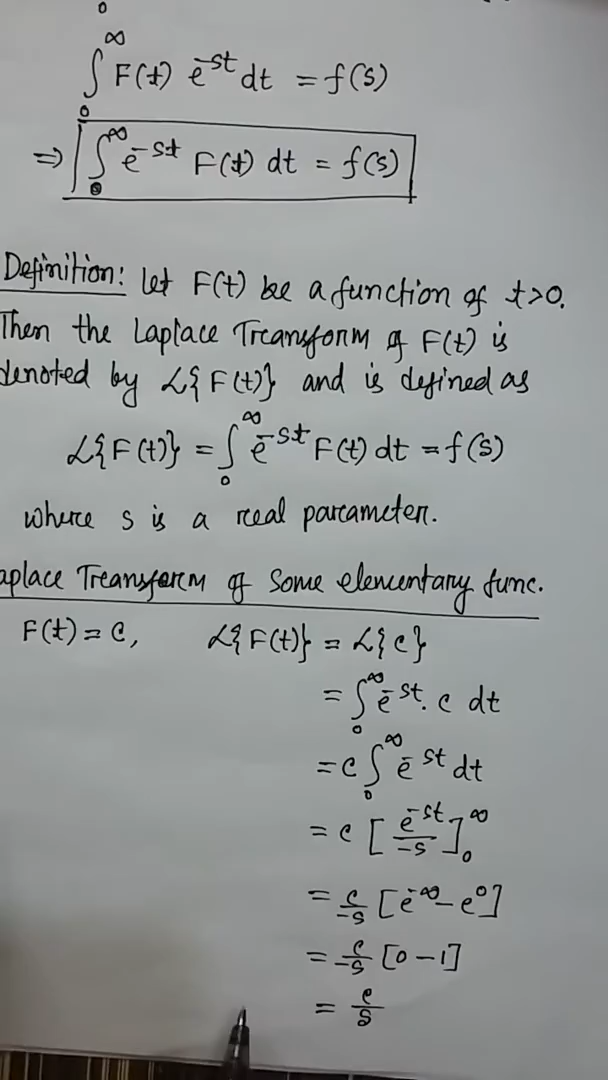 0
∫₀^∞ F(t) e^{-st} dt = f(s)
⇒ ∫₀^∞ e^{-st} F(t) dt = f(s)
Definition: Let F(t) be a function of t>0.
Then the Laplace Transform of F(t) is
denoted by ℒ{F(t)} and is defined as
ℒ{F(t)} = ∫₀^∞ e^{-st} F(t) dt = f(s)
where s is a real parameter.
aplace Transform of Some elementary func.
F(t) = c, ℒ{F(t)} = ℒ{c}
= ∫₀^∞ e^{-st}. c dt
= c ∫₀^∞ e^{-st} dt
= c [e^{-st}/-s]₀^∞
= c/-s [e^{-∞} - e^0]
= c/-s [0 - 1]
= c/s